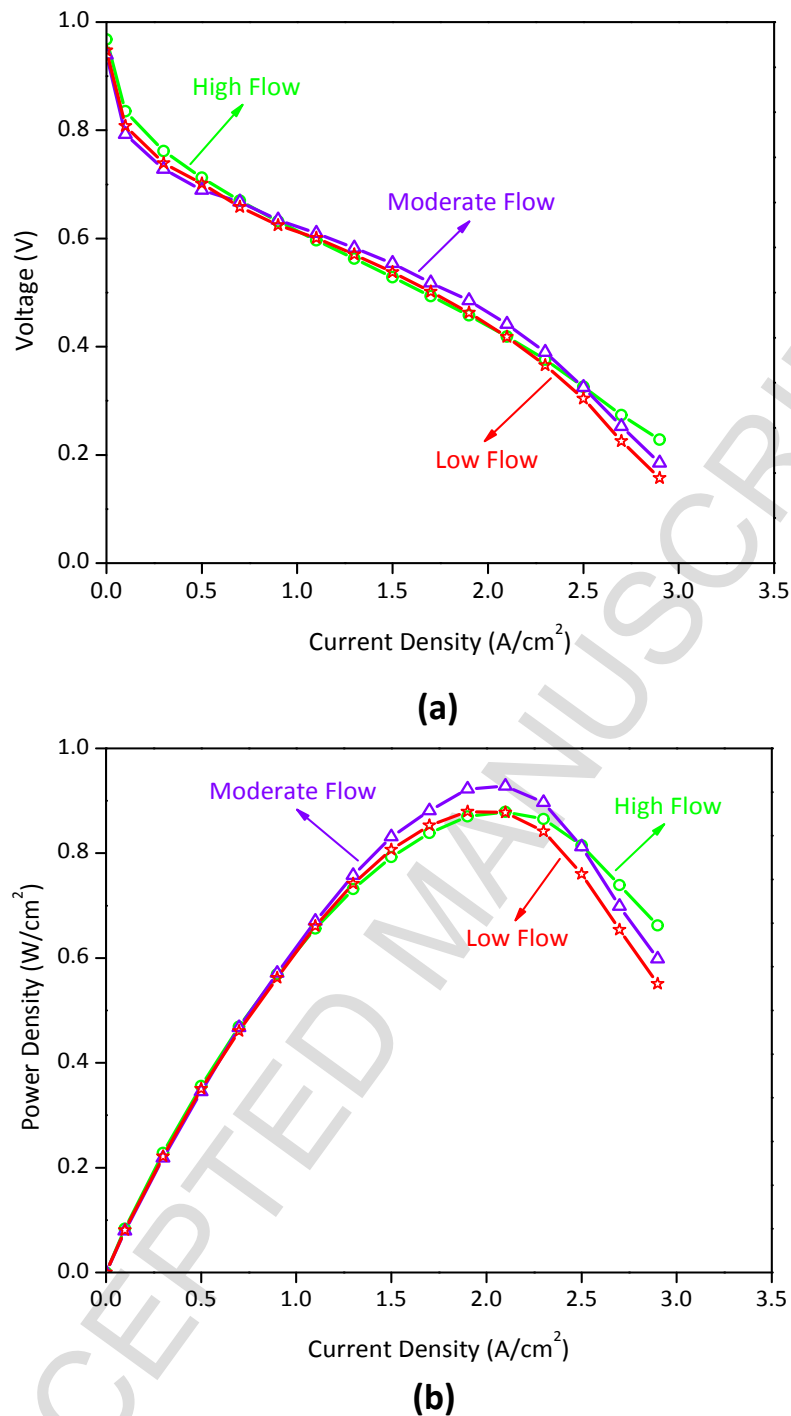 1.0
High Flow
0.8
Moderate Flow
0.6
Voltage (V)
0.4
Low Flow
0.2
0.0
0.0 0.5 1.0 1.5 2.0 2.5 3.0 3.5
Current Density (A/cm²)
(a)
1.0
Moderate Flow
High Flow
0.8
Low Flow
0.6
Power Density (W/cm²)
0.4
0.2
0.0
0.0 0.5 1.0 1.5 2.0 2.5 3.0 3.5
Current Density (A/cm²)
(b)
CEPTED MANUSCRI